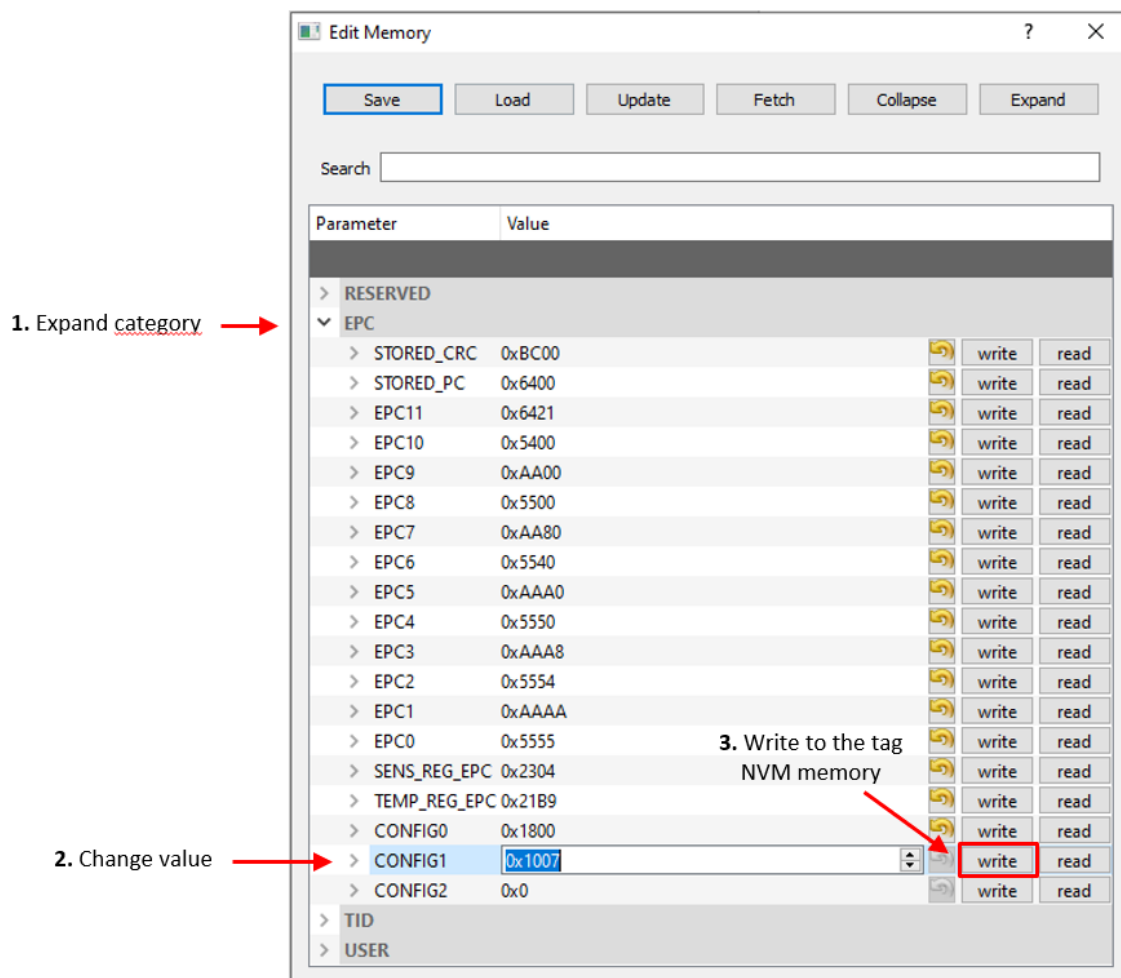 Edit Memory
?
Save Load Update Fetch Collapse Expand
Search
Parameter Value
RESERVED
1. Expand category
EPC
STORED_CRC 0xBC00 write read
STORED_PC 0x6400 write read
EPC11 0x6421 write read
EPC10 0x5400 write read
EPC9 0xAA00 write read
EPC8 0x5500 write read
EPC7 0xAA80 write read
EPC6 0x5540 write read
EPC5 0xAAA0 write read
EPC4 0x5550 write read
EPC3 0xAAA8 write read
EPC2 0x5554 write read
EPC1 0xAAAA write read
EPC0 0x5555 write read
3. Write to the tag
NVM memory
SENS_REG_EPC 0x2304 write read
TEMP_REG_EPC 0x21B9 write read
CONFIG0 0x1800 write read
2. Change value
CONFIG1 0x1007 write read
CONFIG2 0x0 write read
TID
USER